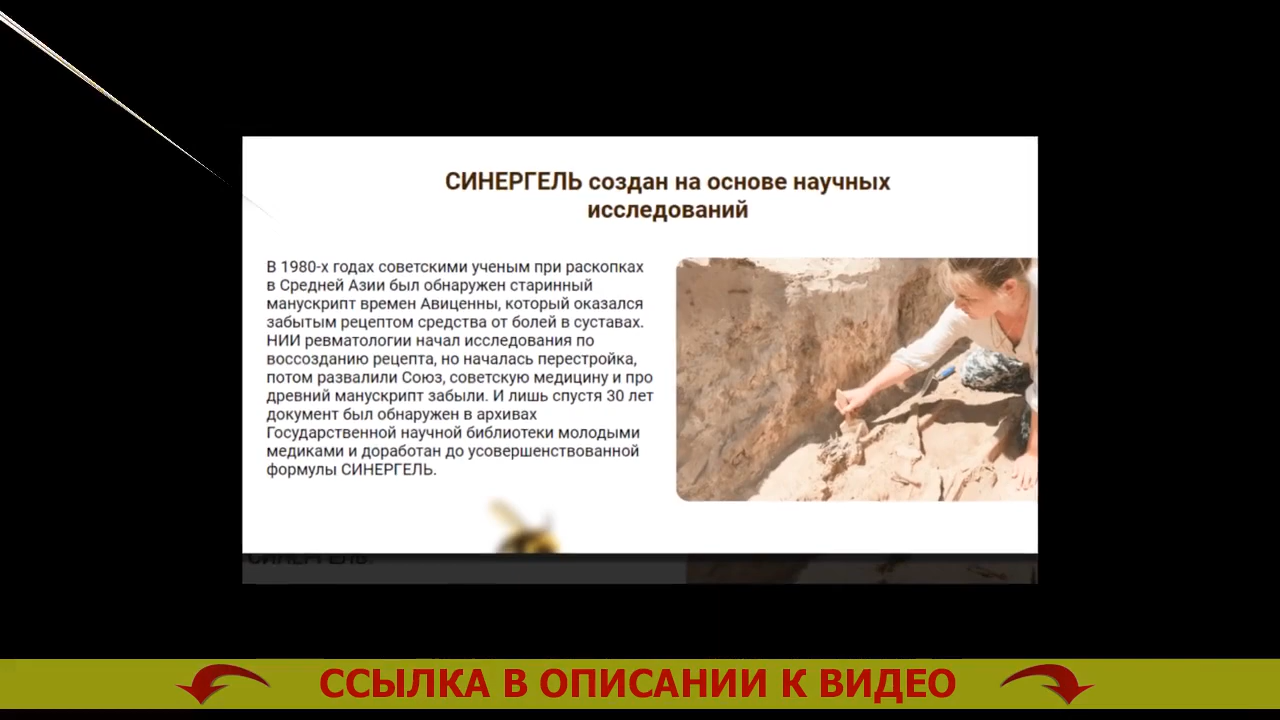 СИНЕРГЕЛЬ создан на основе научных
исследований
В 1980-х годах советскими ученым при раскопках
в Средней Азии был обнаружен старинный
манускрипт времен Авиценны, который оказался
забытым рецептом средства от болей в суставах.
НИИ ревматологии начал исследования по
воссозданию рецепта, но началась перестройка,
потом развалили Союз, советскую медицину и про
древний манускрипт забыли. И лишь спустя 30 лет
документ был обнаружен в архивах
Государственной научной библиотеки молодыми
медиками и доработан до усовершенствованной
формулы СИНЕРГЕЛЬ.
ССЫЛКА В ОПИСАНИИ К ВИДЕО